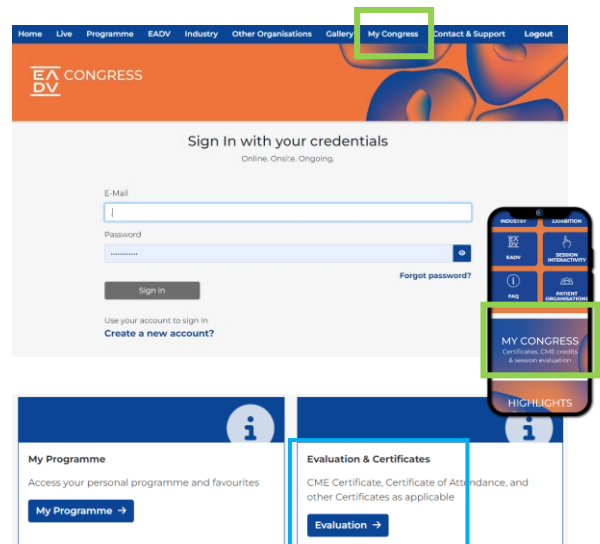 Home Live Programme EADV Industry Other Organisations Gallery My Congress Contact & Support Logout
EADV CONGRESS
Sign In with your credentials
Online. Onsite. Ongoing.
E-Mail
Password
············
Forgot password?
Sign in
Use your account to sign in
Create a new account?
INDUSTRY EXHIBITION
EADV SESSION INTERACTIVITY
FAQ PATIENT ORGANISATIONS
MY CONGRESS
Certificates, CME credits
& session evaluation
HIGHLIGHTS
My Programme
Access your personal programme and favourites
My Programme →
Evaluation & Certificates
CME Certificate, Certificate of Attendance, and
other Certificates as applicable
Evaluation →